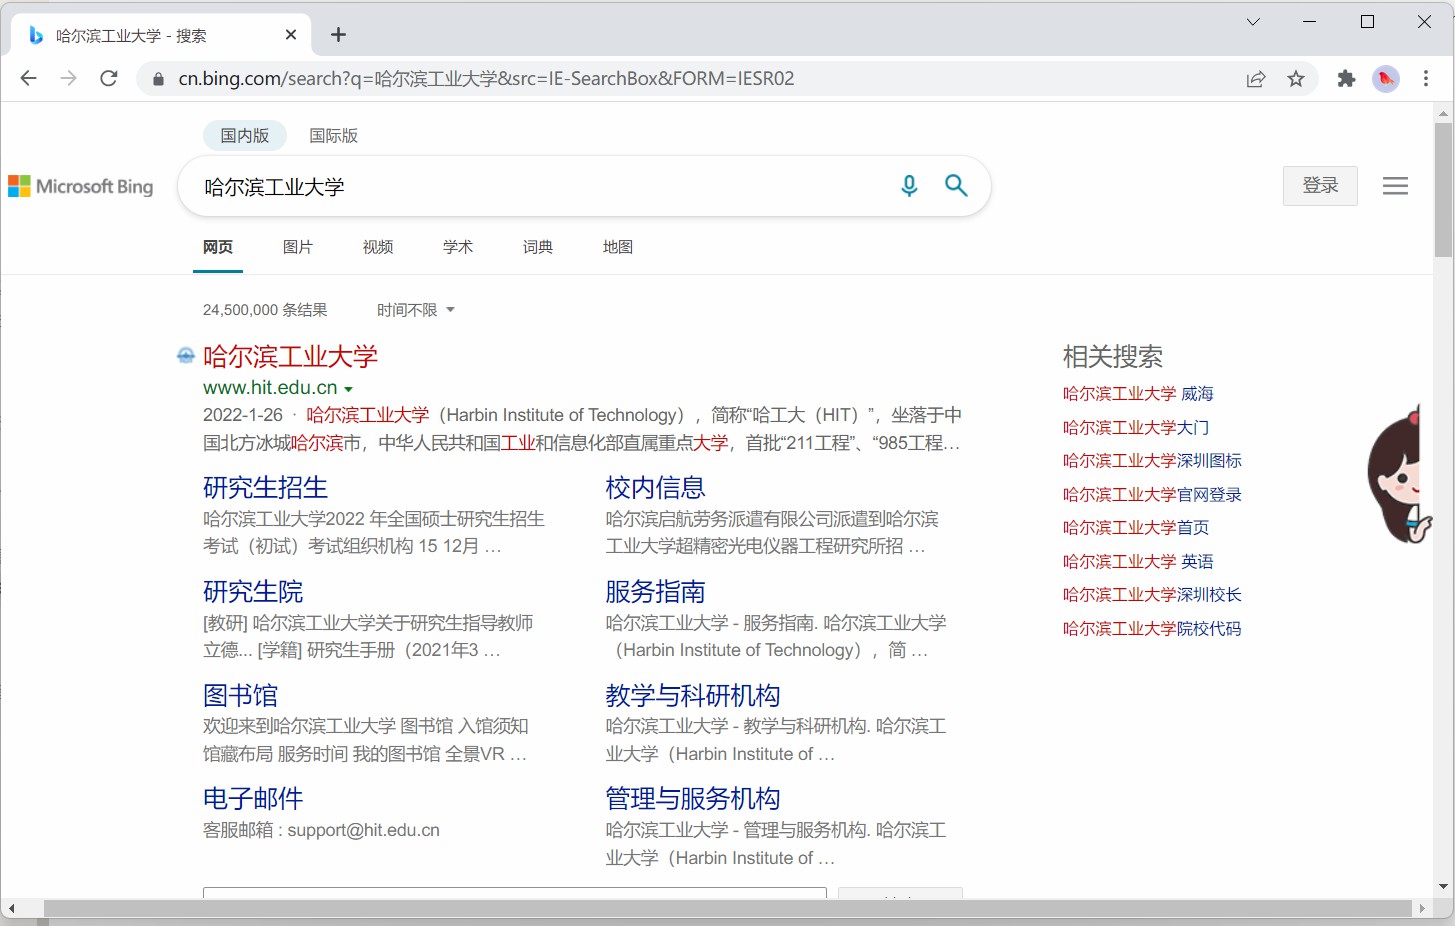 哈尔滨工业大学 - 搜索
cn.bing.com/search?q=哈尔滨工业大学&src=IE-SearchBox&FORM=IESR02
国内版 国际版
Microsoft Bing
哈尔滨工业大学
登录
网页 图片 视频 学术 词典 地图
24,500,000 条结果 时间不限
哈尔滨工业大学
www.hit.edu.cn
2022-1-26 · 哈尔滨工业大学（Harbin Institute of Technology），简称“哈工大（HIT）”，坐落于中
国北方冰城哈尔滨市，中华人民共和国工业和信息化部直属重点大学，首批“211工程”、“985工程…
研究生招生
哈尔滨工业大学2022 年全国硕士研究生招生
考试（初试）考试组织机构 15 12月 …
校内信息
哈尔滨启航劳务派遣有限公司派遣到哈尔滨
工业大学超精密光电仪器工程研究所招 …
研究生院
[教研] 哈尔滨工业大学关于研究生指导教师
立德... [学籍] 研究生手册（2021年3 …
服务指南
哈尔滨工业大学 - 服务指南. 哈尔滨工业大学
（Harbin Institute of Technology），简 …
图书馆
欢迎来到哈尔滨工业大学 图书馆 入馆须知
馆藏布局 服务时间 我的图书馆 全景VR …
教学与科研机构
哈尔滨工业大学 - 教学与科研机构. 哈尔滨工
业大学（Harbin Institute of …
电子邮件
客服邮箱 : support@hit.edu.cn
管理与服务机构
哈尔滨工业大学 - 管理与服务机构. 哈尔滨工
业大学（Harbin Institute of …
相关搜索
哈尔滨工业大学 威海
哈尔滨工业大学大门
哈尔滨工业大学深圳图标
哈尔滨工业大学官网登录
哈尔滨工业大学首页
哈尔滨工业大学 英语
哈尔滨工业大学深圳校长
哈尔滨工业大学院校代码